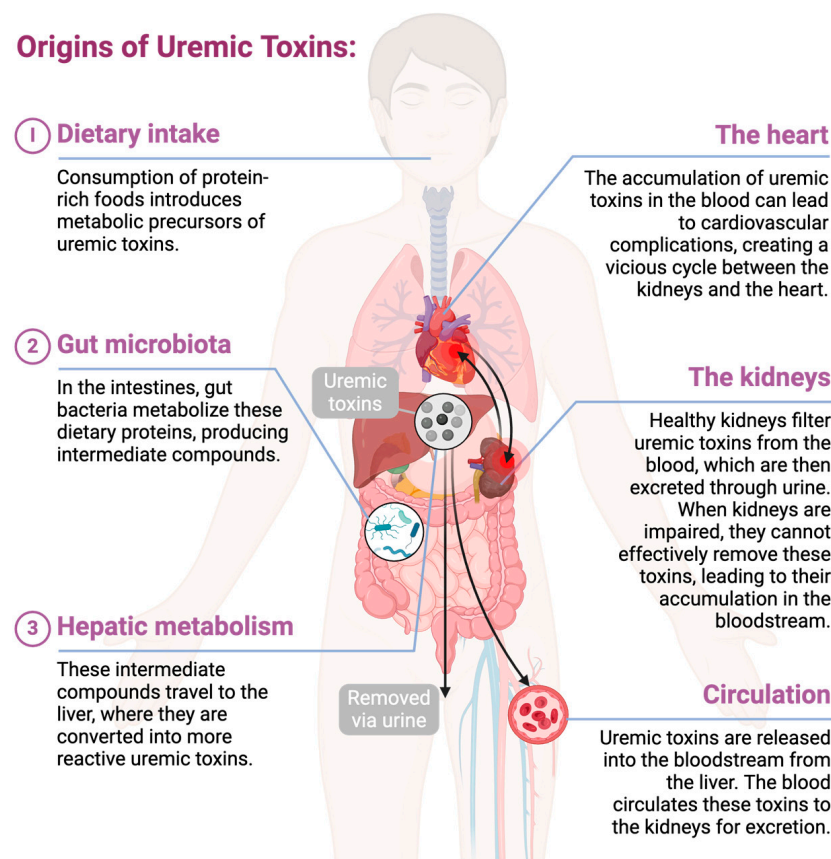 Origins of Uremic Toxins:
1 Dietary intake
Consumption of protein-
rich foods introduces
metabolic precursors of
uremic toxins.
2 Gut microbiota
In the intestines, gut
bacteria metabolize these
dietary proteins, producing
intermediate compounds.
3 Hepatic metabolism
These intermediate
compounds travel to the
liver, where they are
converted into more
reactive uremic toxins.
Uremic
toxins
Removed
via urine
The heart
The accumulation of uremic
toxins in the blood can lead
to cardiovascular
complications, creating a
vicious cycle between the
kidneys and the heart.
The kidneys
Healthy kidneys filter
uremic toxins from the
blood, which are then
excreted through urine.
When kidneys are
impaired, they cannot
effectively remove these
toxins, leading to their
accumulation in the
bloodstream.
Circulation
Uremic toxins are released
into the bloodstream from
the liver. The blood
circulates these toxins to
the kidneys for excretion.